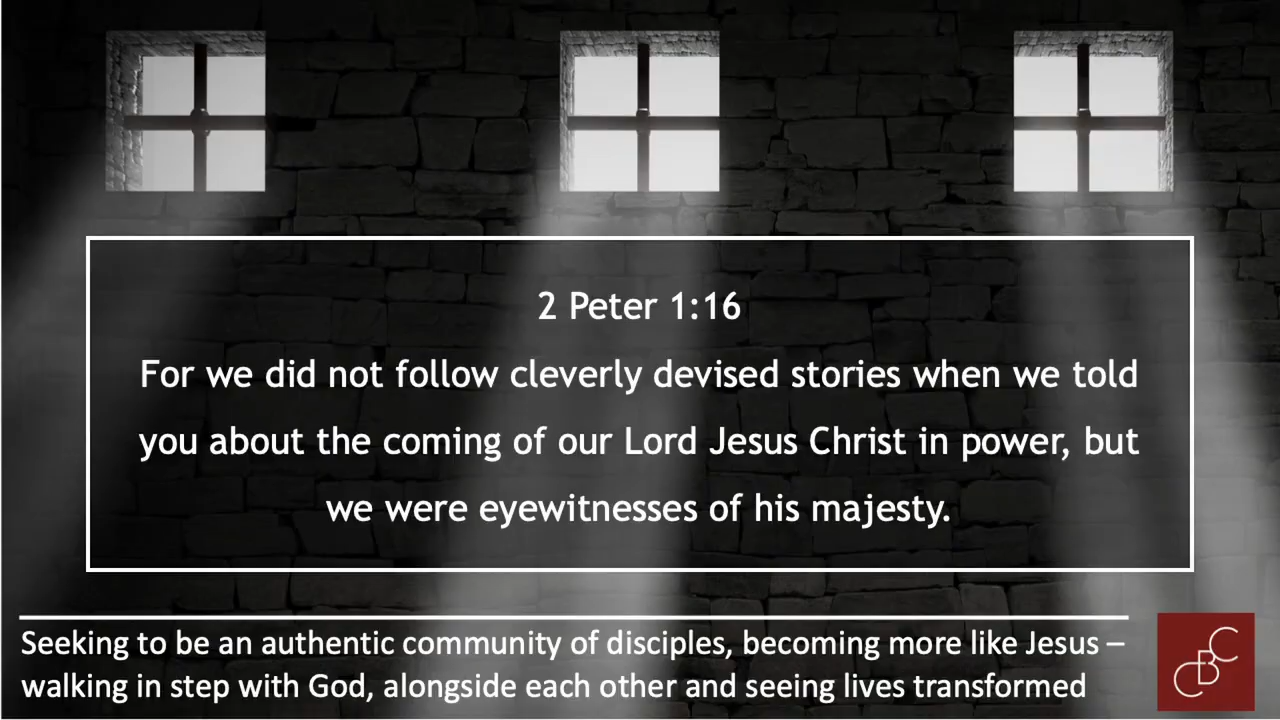 2 Peter 1:16
For we did not follow cleverly devised stories when we told
you about the coming of our Lord Jesus Christ in power, but
we were eyewitnesses of his majesty.
Seeking to be an authentic community of disciples, becoming more like Jesus –
walking in step with God, alongside each other and seeing lives transformed
CBC